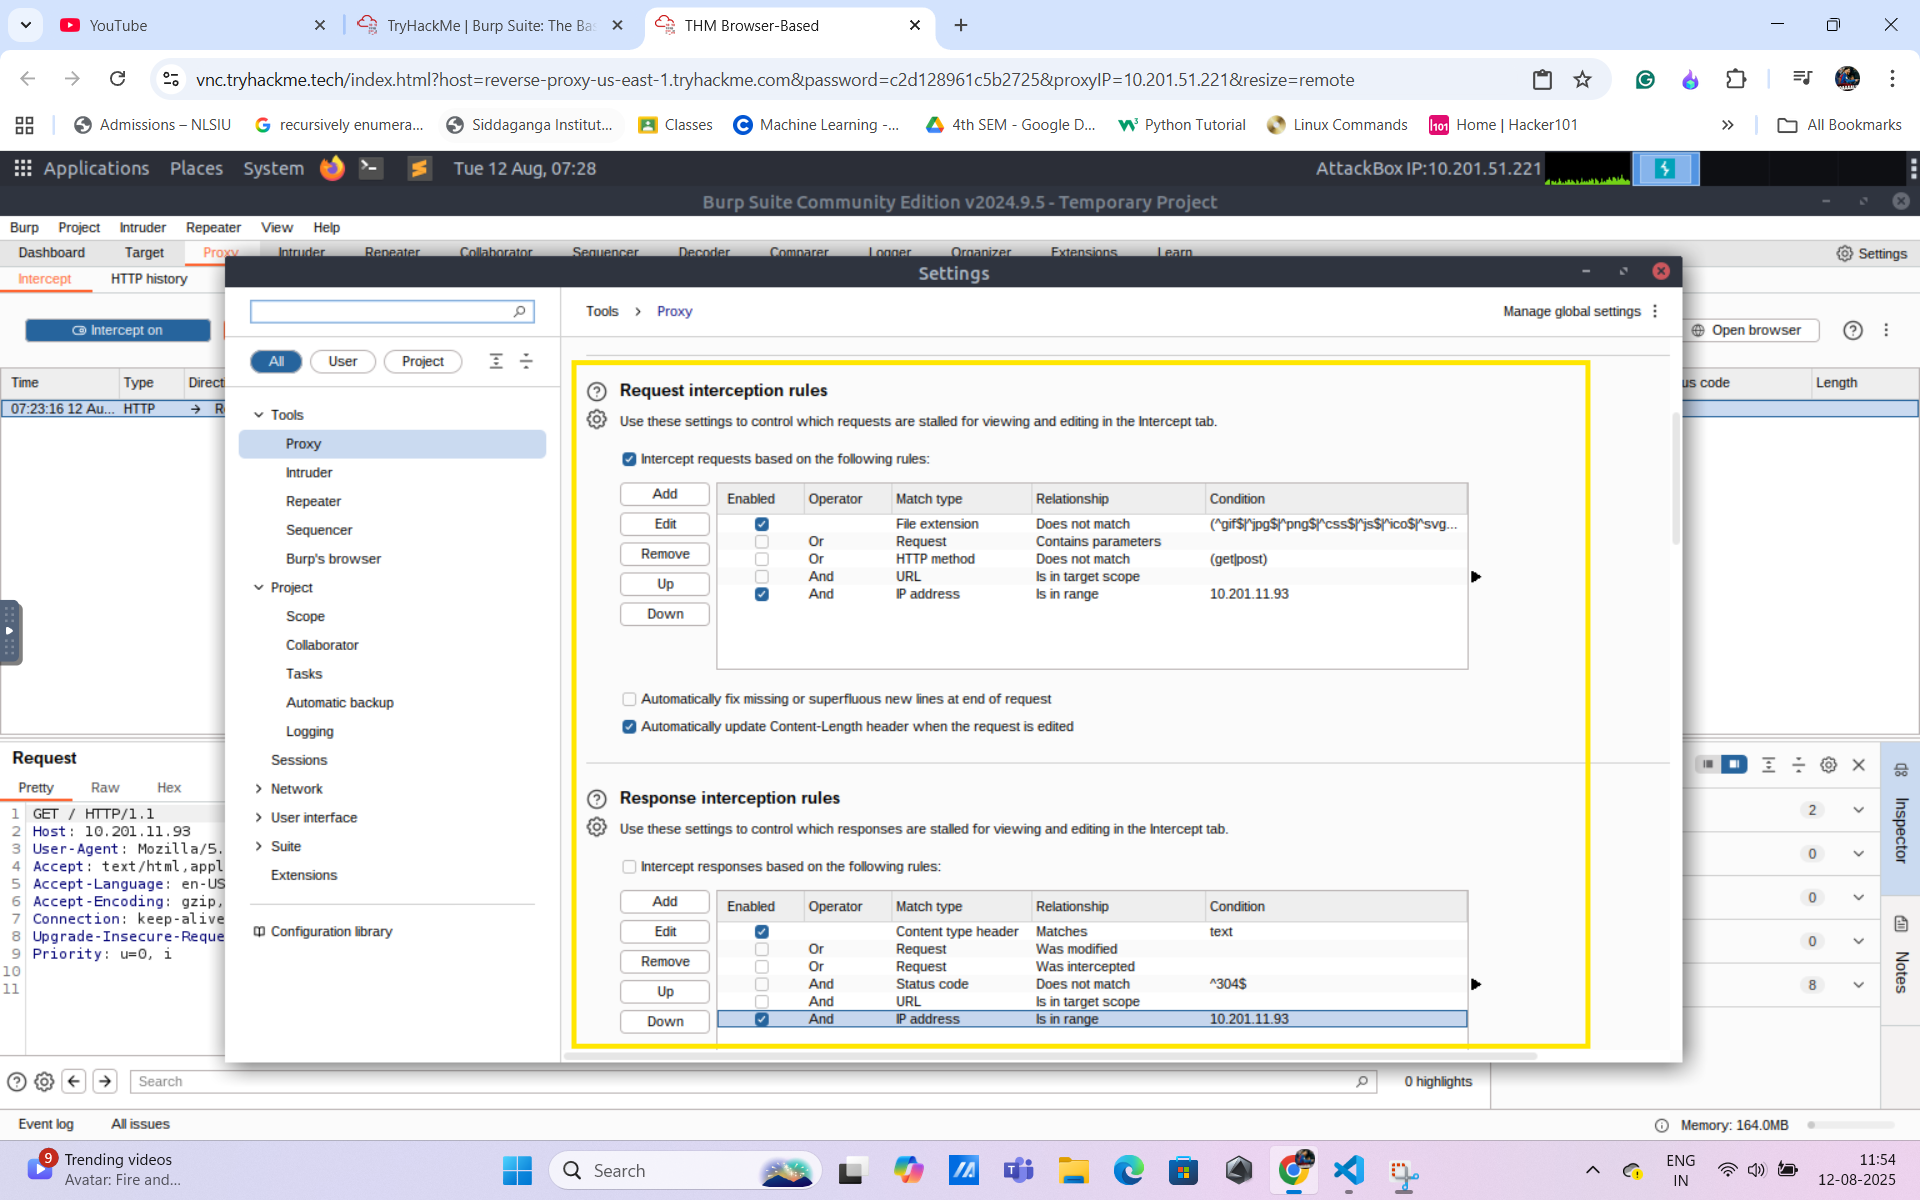 YouTube
TryHackMe | Burp Suite: The Bas
THM Browser-Based
vnc.tryhackme.tech/index.html?host=reverse-proxy-us-east-1.tryhackme.com&password=c2d128961c5b2725&proxyIP=10.201.51.221&resize=remote
Admissions – NLSIU
recursively enumera...
Siddaganga Institut...
Classes
Machine Learning -...
4th SEM - Google D...
Python Tutorial
Linux Commands
Home | Hacker101
All Bookmarks
Applications Places System
Tue 12 Aug, 07:28
AttackBox IP:10.201.51.221
Burp Suite Community Edition v2024.9.5 - Temporary Project
Burp Project Intruder Repeater View Help
Dashboard Target Proxy Intruder Repeater Collaborator Sequencer Decoder Comparer Logger Organizer Extensions Learn
Settings
Intercept HTTP history
Settings
Intercept on
Tools > Proxy
Manage global settings
Open browser
All User Project
Time Type Directi
us code Length
07:23:16 12 Au... HTTP → R
Tools
Proxy
Intruder
Repeater
Sequencer
Burp's browser
Project
Scope
Collaborator
Tasks
Automatic backup
Logging
Sessions
Network
User interface
Suite
Extensions
Configuration library
Request interception rules
Use these settings to control which requests are stalled for viewing and editing in the Intercept tab.
Intercept requests based on the following rules:
Add
Edit
Remove
Up
Down
Enabled Operator Match type Relationship Condition
File extension Does not match (^gif$|^jpg$|^png$|^css$|^js$|^ico$|^svg...
Or Request Contains parameters
Or HTTP method Does not match (get|post)
And URL Is in target scope
And IP address Is in range 10.201.11.93
Automatically fix missing or superfluous new lines at end of request
Automatically update Content-Length header when the request is edited
Response interception rules
Use these settings to control which responses are stalled for viewing and editing in the Intercept tab.
Intercept responses based on the following rules:
Add
Edit
Remove
Up
Down
Enabled Operator Match type Relationship Condition
Content type header Matches text
Or Request Was modified
Or Request Was intercepted
And Status code Does not match ^304$
And URL Is in target scope
And IP address Is in range 10.201.11.93
Request
Pretty Raw Hex
1 GET / HTTP/1.1
2 Host: 10.201.11.93
3 User-Agent: Mozilla/5.
4 Accept: text/html,appl
5 Accept-Language: en-US
6 Accept-Encoding: gzip,
7 Connection: keep-alive
8 Upgrade-Insecure-Reque
9 Priority: u=0, i
10
11
2
0
0
0
8
Inspector
Notes
Search
0 highlights
Event log All issues
Memory: 164.0MB
9
Trending videos
Avatar: Fire and...
Search
ENG
IN
11:54
12-08-2025